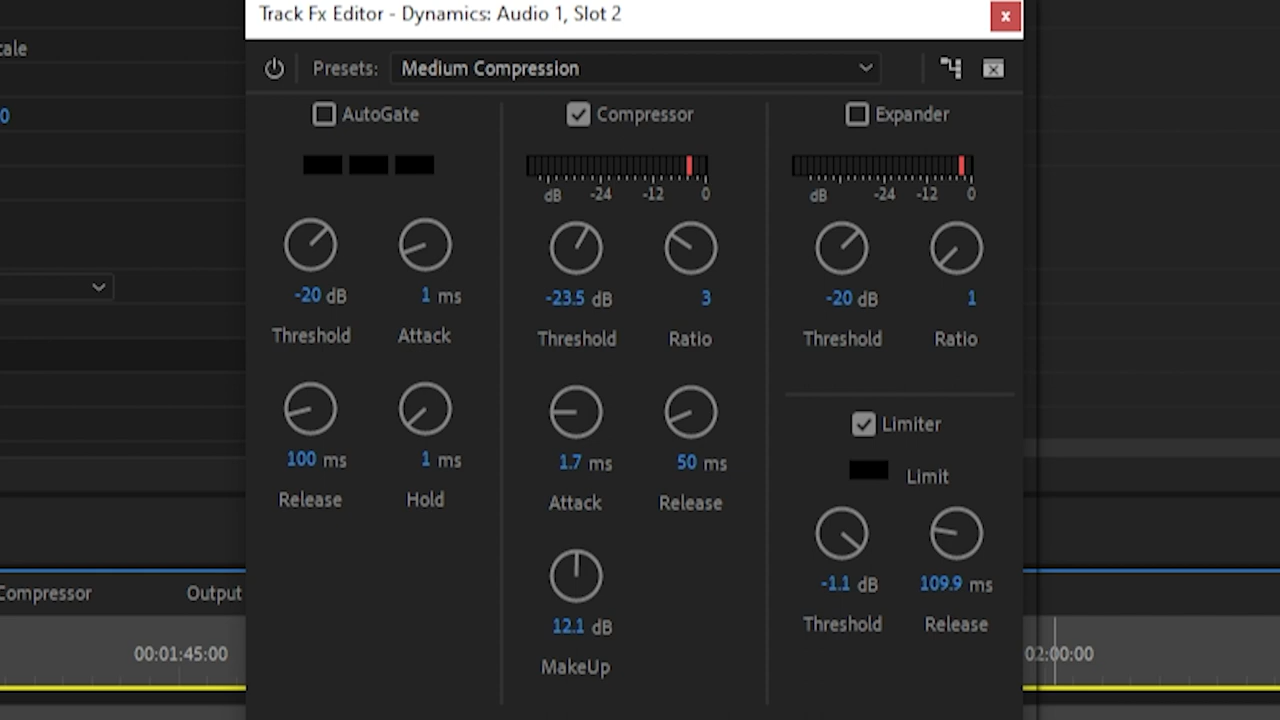 Track Fx Editor - Dynamics: Audio 1, Slot 2
x
cale
Presets: Medium Compression
0
AutoGate
Compressor
Expander
dB -24 -12 0
dB -24 -12 0
-20 dB
1 ms
-23.5 dB
3
-20 dB
1
Threshold
Attack
Threshold
Ratio
Threshold
Ratio
Limiter
100 ms
1 ms
1.7 ms
50 ms
Limit
Release
Hold
Attack
Release
-1.1 dB
109.9 ms
Compressor
Output
12.1 dB
Threshold
Release
00:01:45:00
02:00:00
MakeUp